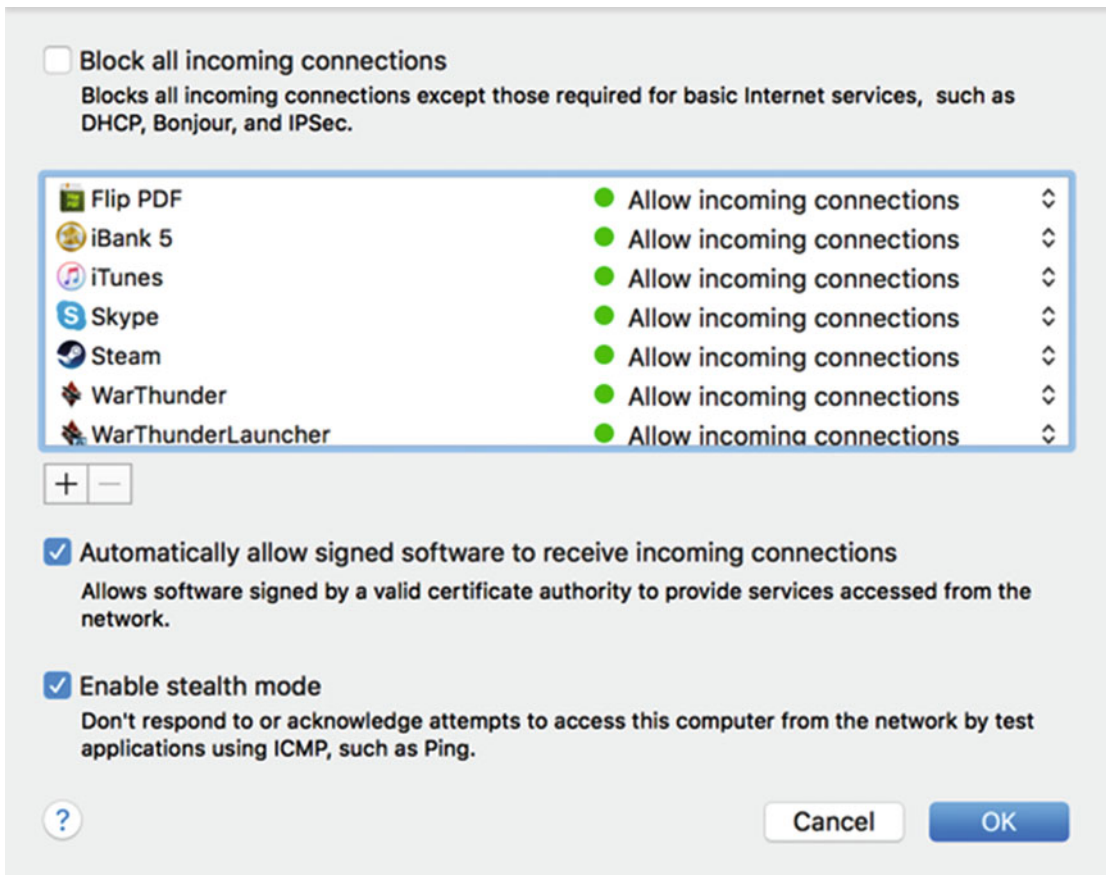 Block all incoming connections
Blocks all incoming connections except those required for basic Internet services, such as
DHCP, Bonjour, and IPSec.
Flip PDF Allow incoming connections
iBank 5 Allow incoming connections
iTunes Allow incoming connections
Skype Allow incoming connections
Steam Allow incoming connections
WarThunder Allow incoming connections
WarThunderLauncher Allow incoming connections
+ −
Automatically allow signed software to receive incoming connections
Allows software signed by a valid certificate authority to provide services accessed from the
network.
Enable stealth mode
Don't respond to or acknowledge attempts to access this computer from the network by test
applications using ICMP, such as Ping.
? Cancel OK